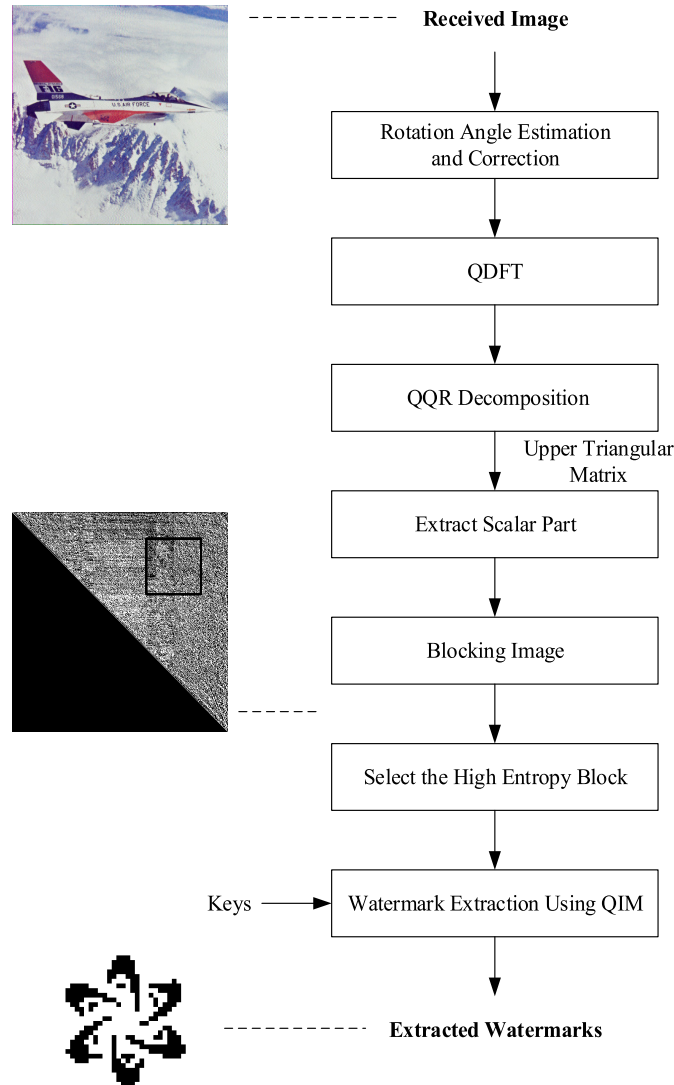 Received Image
F16
U.S. AIR FORCE
Rotation Angle Estimation
and Correction
QDFT
QQR Decomposition
Upper Triangular
Matrix
Extract Scalar Part
Blocking Image
Select the High Entropy Block
Keys
Watermark Extraction Using QIM
Extracted Watermarks